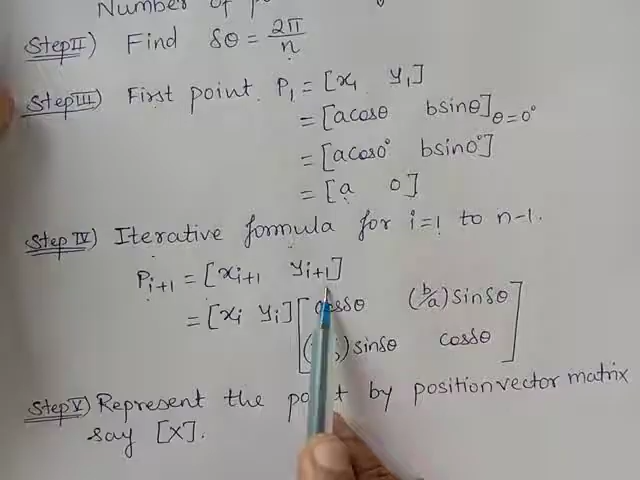 Number of
Step II) Find δθ = 2π/n
Step III) First point. P₁ = [x₁ y₁]
= [acosθ bsinθ]θ=0°
= [acos0° bsin0°]
= [a 0]
Step IV) Iterative formula for i=1 to n-1.
Pᵢ₊₁ = [xᵢ₊₁ yᵢ₊₁]
= [xᵢ yᵢ] [cosδθ (b/a)sinδθ
)sinδθ cosδθ]
Step V) Represent the by position vector matrix
say [X].